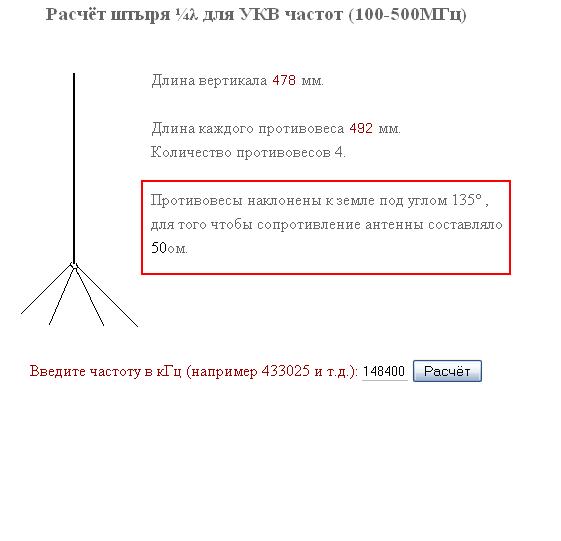 Расчёт штыря ¼λ для УКВ частот (100-500МГц)
Длина вертикала 478 мм.
Длина каждого противовеса 492 мм.
Количество противовесов 4.
Противовесы наклонены к земле под углом 135° ,
для того чтобы сопротивление антенны составляло
50ом.
Введите частоту в кГц (например 433025 и т.д.): 148400 Расчёт